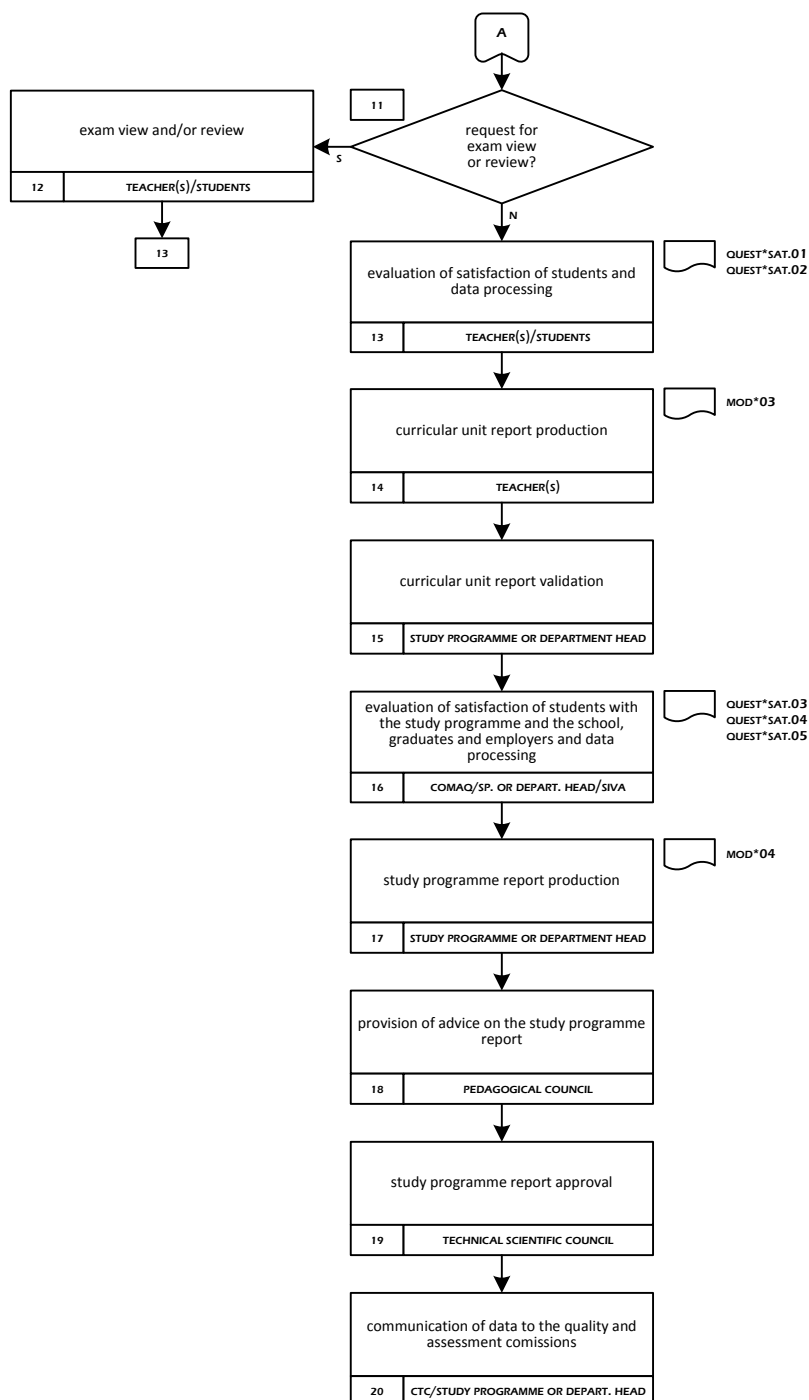 A
11
request for
exam view
or review?
S
N
exam view and/or review
12 TEACHER(S)/STUDENTS
13
evaluation of satisfaction of students and
data processing
13 TEACHER(S)/STUDENTS
QUEST*SAT.01
QUEST*SAT.02
curricular unit report production
14 TEACHER(S)
MOD*03
curricular unit report validation
15 STUDY PROGRAMME OR DEPARTMENT HEAD
evaluation of satisfaction of students with
the study programme and the school,
graduates and employers and data
processing
16 COMAQ/SP. OR DEPART. HEAD/SIVA
QUEST*SAT.03
QUEST*SAT.04
QUEST*SAT.05
study programme report production
17 STUDY PROGRAMME OR DEPARTMENT HEAD
MOD*04
provision of advice on the study programme
report
18 PEDAGOGICAL COUNCIL
study programme report approval
19 TECHNICAL SCIENTIFIC COUNCIL
communication of data to the quality and
assessment comissions
20 CTC/STUDY PROGRAMME OR DEPART. HEAD